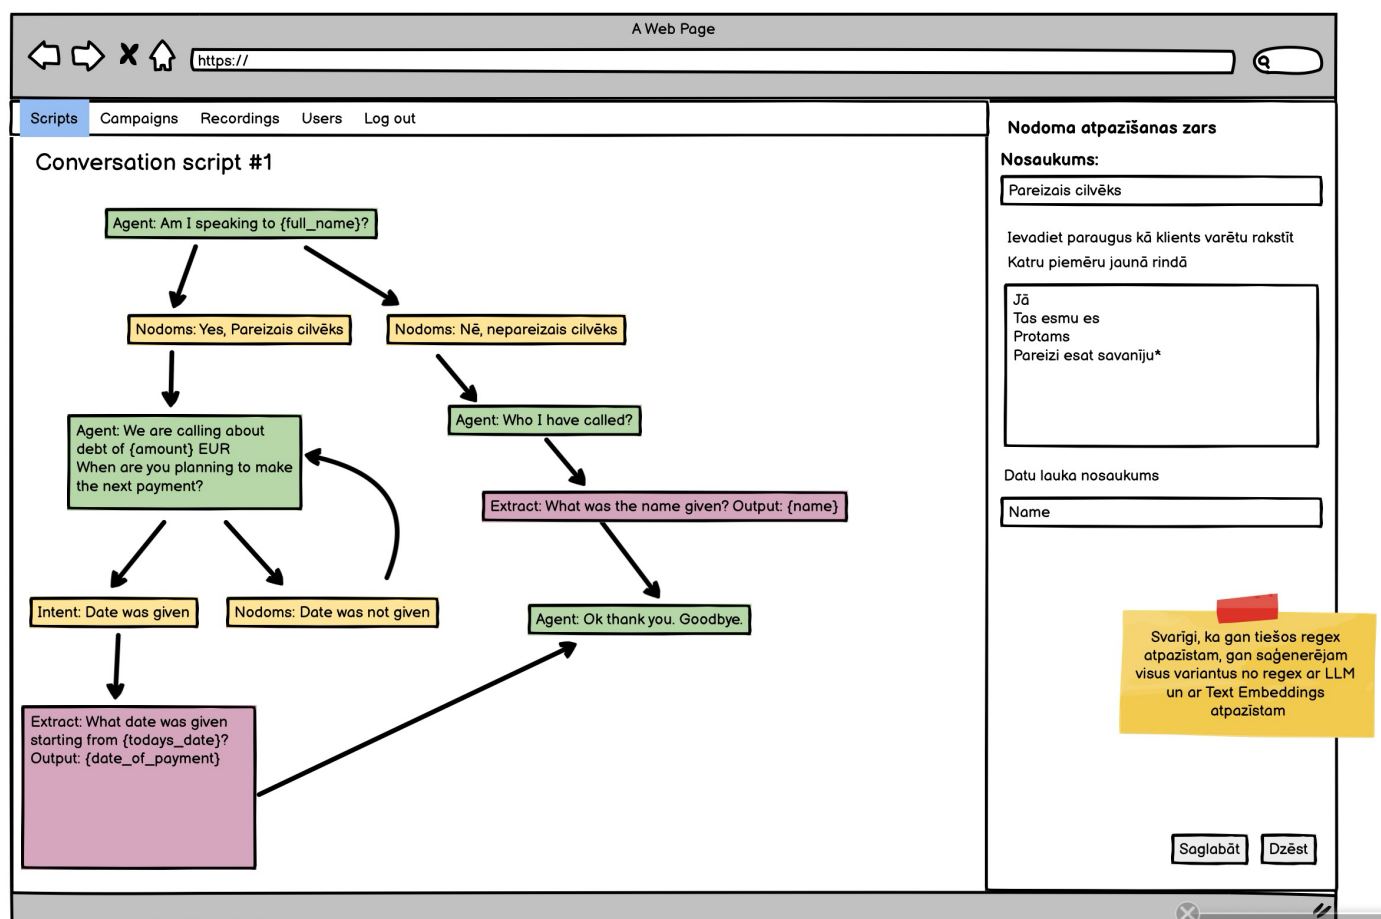 A Web Page
https://
Scripts Campaigns Recordings Users Log out
Conversation script #1
Agent: Am I speaking to {full_name}?
Nodoms: Yes, Pareizais cilvēks
Nodoms: Nē, nepareizais cilvēks
Agent: We are calling about
debt of {amount} EUR
When are you planning to make
the next payment?
Agent: Who I have called?
Extract: What was the name given? Output: {name}
Intent: Date was given
Nodoms: Date was not given
Agent: Ok thank you. Goodbye.
Extract: What date was given
starting from {todays_date}?
Output: {date_of_payment}
Nodoma atpazīšanas zars
Nosaukums:
Pareizais cilvēks
Ievadiet paraugus kā klients varētu rakstīt
Katru piemēru jaunā rindā
Jā
Tas esmu es
Protams
Pareizi esat savanīju*
Datu lauka nosaukums
Name
Svarīgi, ka gan tiešos regex
atpazīstam, gan saģenerējam
visus variantus no regex ar LLM
un ar Text Embeddings
atpazīstam
Saglabāt
Dzēst